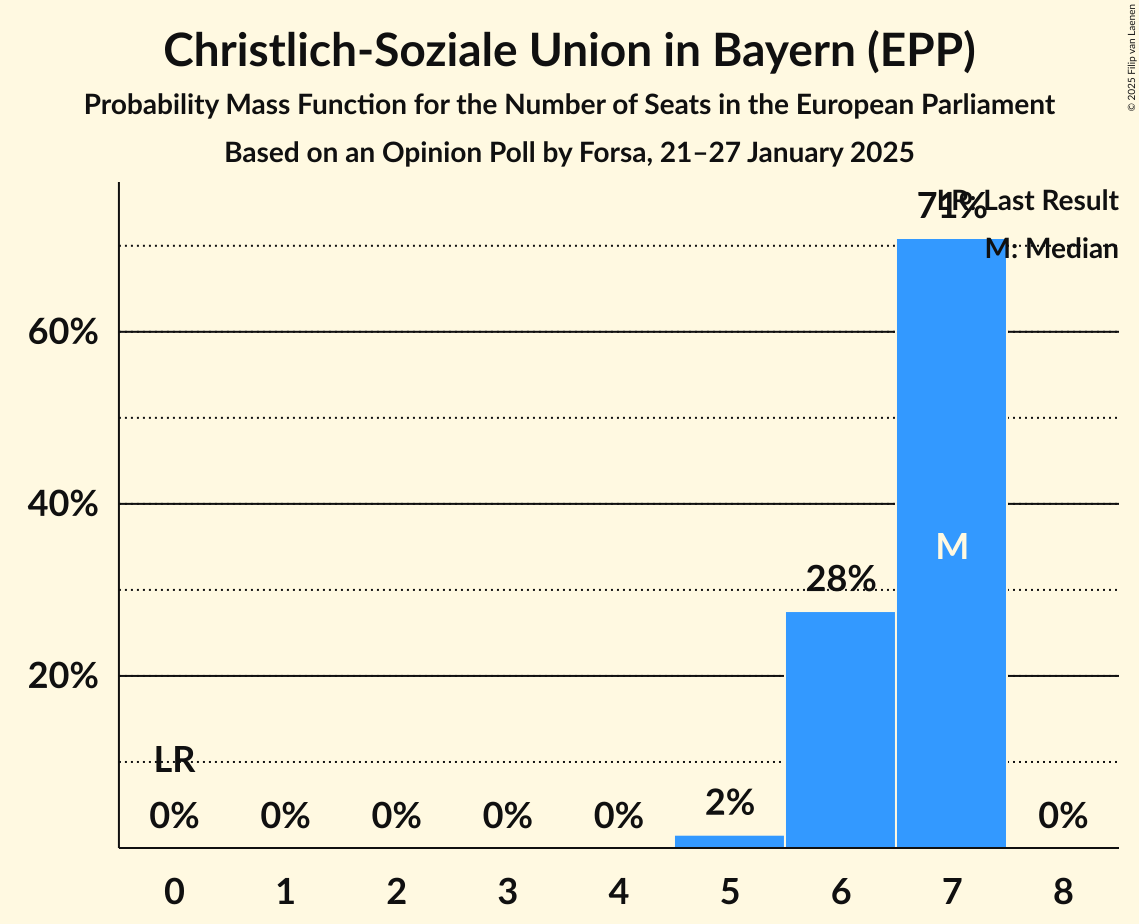 Christlich-Soziale Union in Bayern (EPP)
Probability Mass Function for the Number of Seats in the European Parliament
Based on an Opinion Poll by Forsa, 21–27 January 2025
© 2025 Filip van Laenen
LR: Last Result
M: Median
71%
60%
40%
M
28%
20%
LR
2%
0% 0% 0% 0% 0% 0%
0 1 2 3 4 5 6 7 8